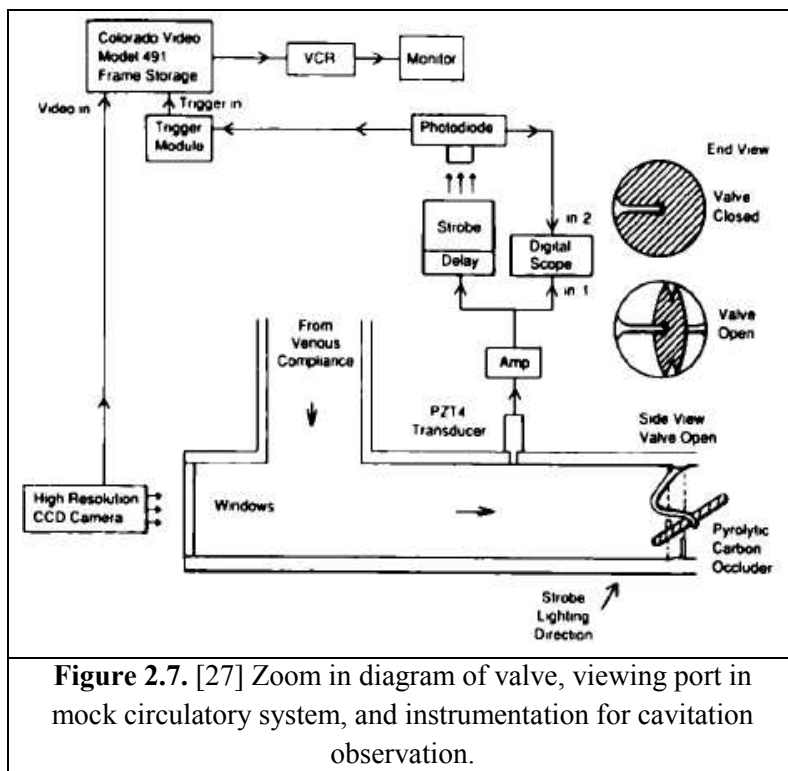 Colorado Video
Model 491
Frame Storage
VCR
Monitor
Video in
Trigger in
Trigger
Module
Photodiode
End View
Valve
Closed
Strobe
Delay
in 2
Digital
Scope
in 1
Valve
Open
From
Venous
Compliance
Amp
PZT4
Transducer
Side View
Valve Open
High Resolution
CCD Camera
Windows
Pyrolytic
Carbon
Occluder
Strobe
Lighting
Direction
Figure 2.7. [27] Zoom in diagram of valve, viewing port in
mock circulatory system, and instrumentation for cavitation
observation.